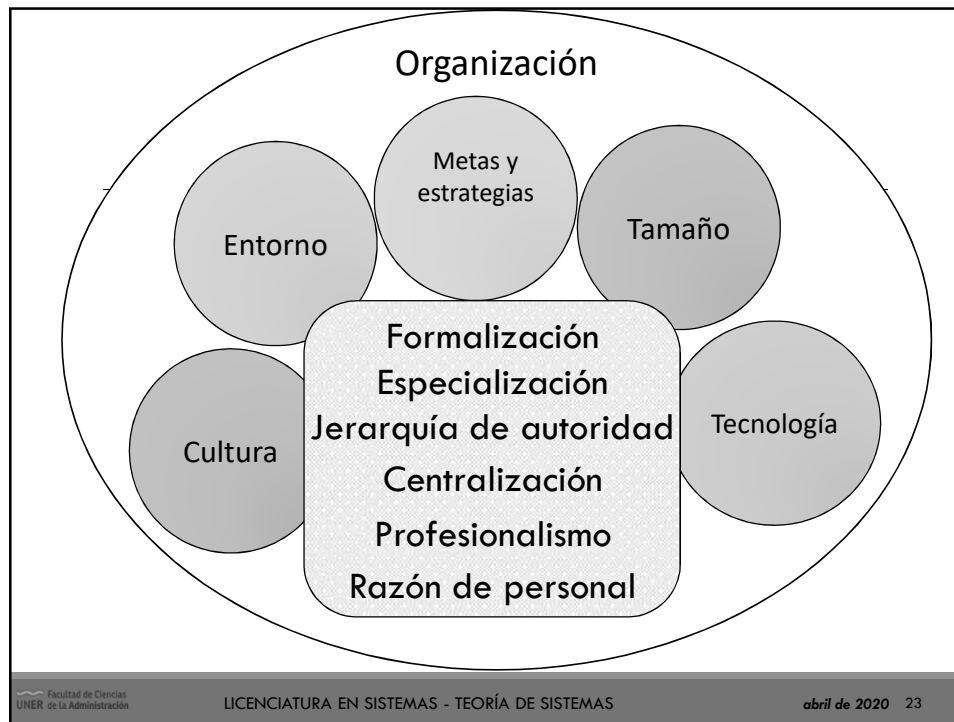 Organización
Metas y
estrategias
Entorno
Tamaño
Cultura
Tecnología
Formalización
Especialización
Jerarquía de autoridad
Centralización
Profesionalismo
Razón de personal
UNER Facultad de Ciencias
de la Administración
LICENCIATURA EN SISTEMAS - TEORÍA DE SISTEMAS
abril de 2020 23